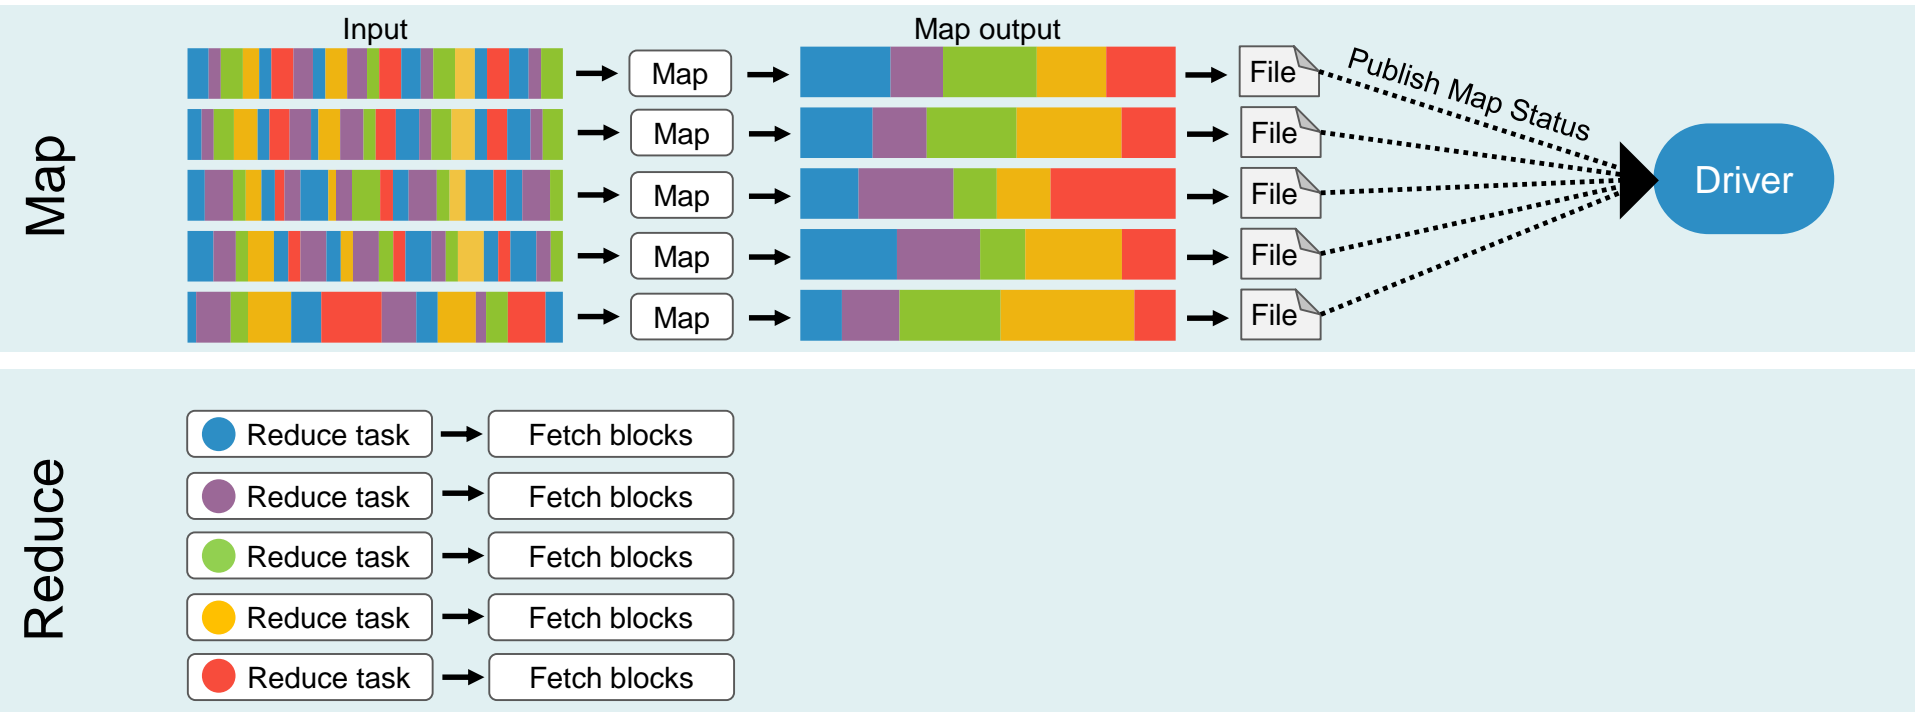 Input
Map output
Map
Map
File
Publish Map Status
Map
File
Map
File
Driver
Map
File
Map
File
Reduce
Reduce task
Fetch blocks
Reduce task
Fetch blocks
Reduce task
Fetch blocks
Reduce task
Fetch blocks
Reduce task
Fetch blocks